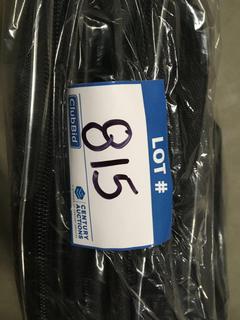 LOT #
815
ClubBid
CENTURY
AUCTIONS